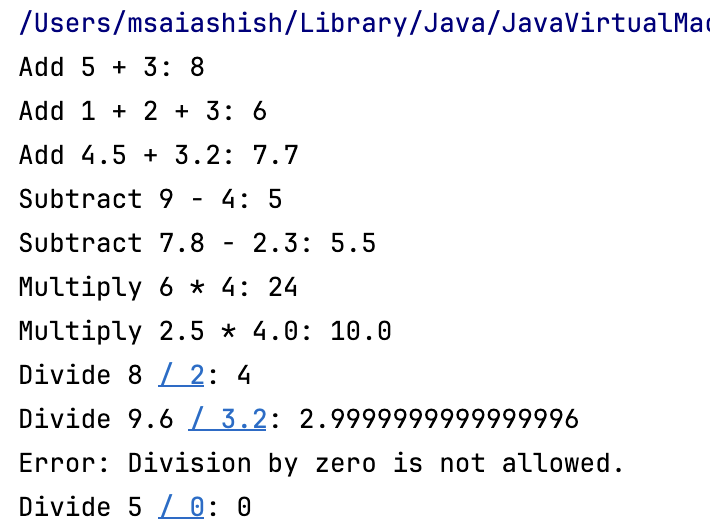 /Users/msaiashish/Library/Java/JavaVirtualMac
Add 5 + 3: 8
Add 1 + 2 + 3: 6
Add 4.5 + 3.2: 7.7
Subtract 9 - 4: 5
Subtract 7.8 - 2.3: 5.5
Multiply 6 * 4: 24
Multiply 2.5 * 4.0: 10.0
Divide 8 / 2: 4
Divide 9.6 / 3.2: 2.9999999999999996
Error: Division by zero is not allowed.
Divide 5 / 0: 0